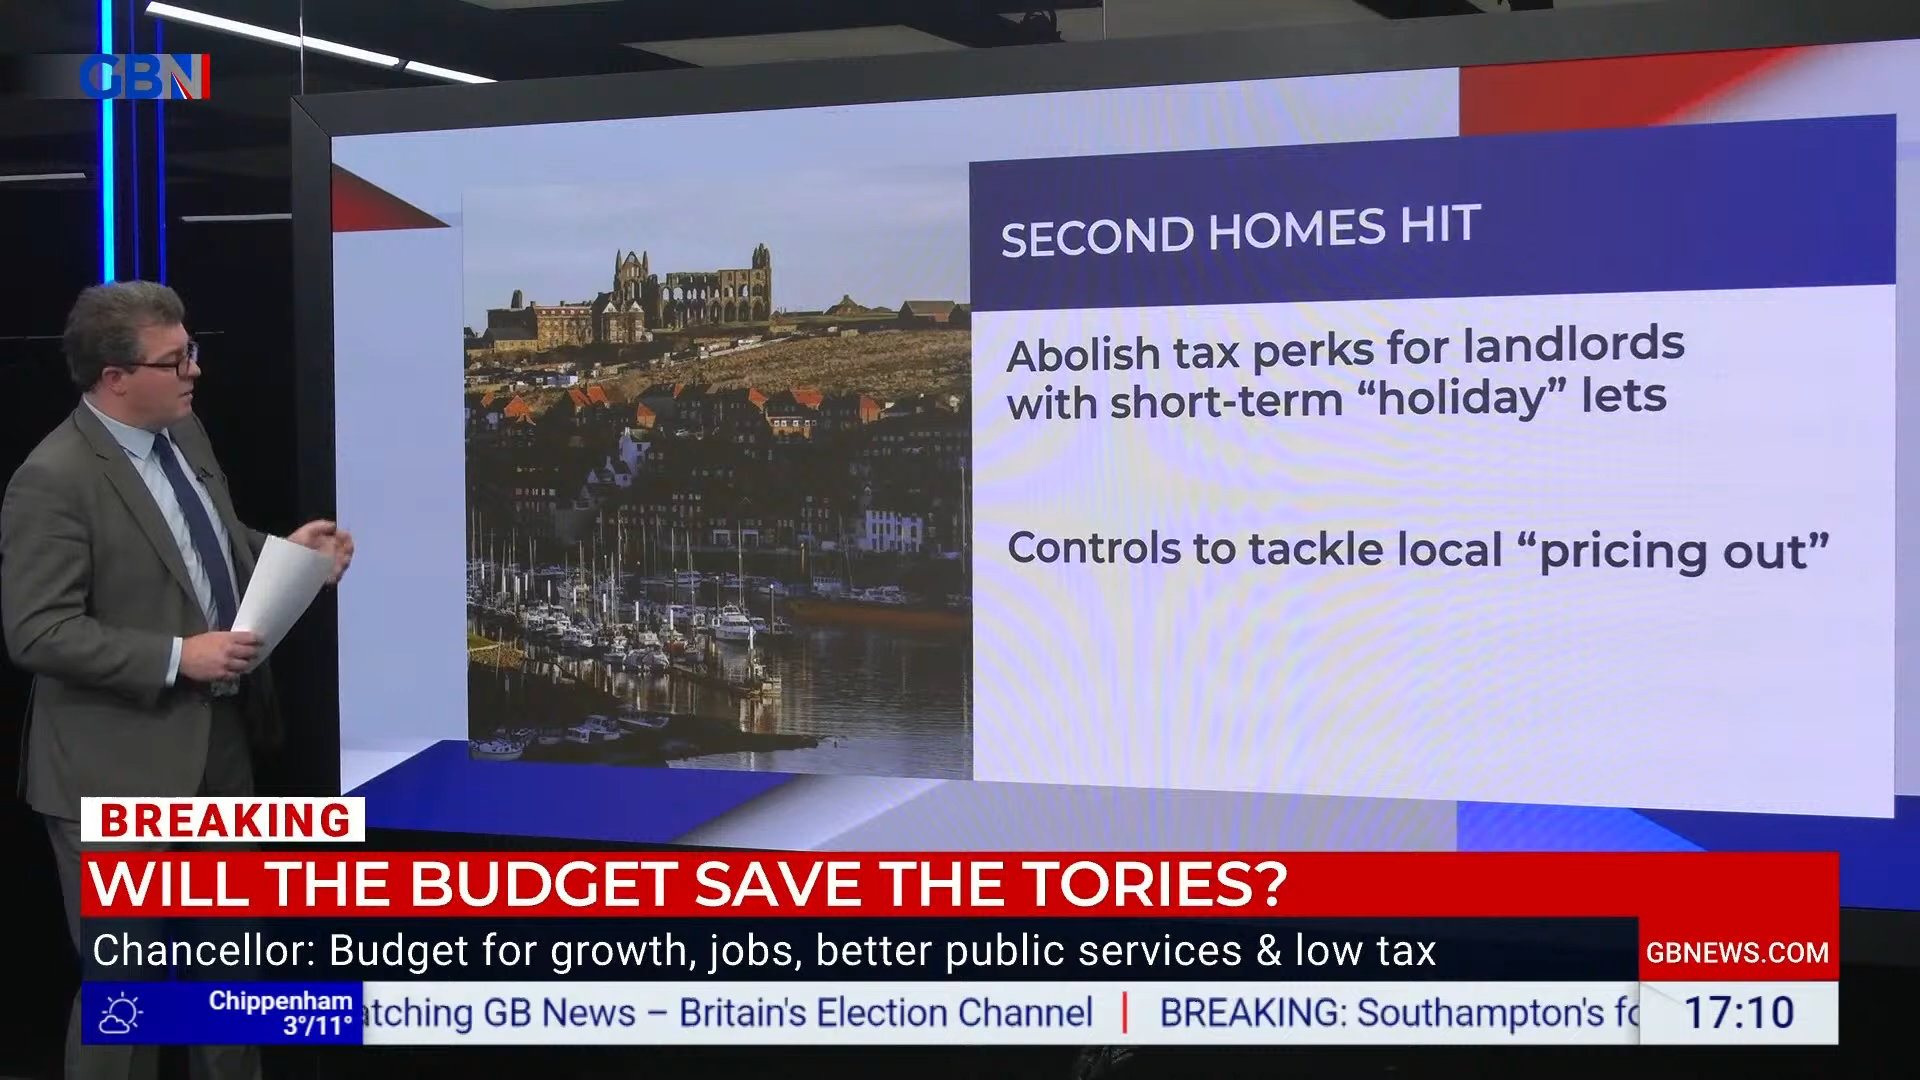 GBN
SECOND HOMES HIT
Abolish tax perks for landlords
with short-term “holiday” lets
Controls to tackle local “pricing out”
BREAKING
WILL THE BUDGET SAVE THE TORIES?
Chancellor: Budget for growth, jobs, better public services & low tax
GBNEWS.COM
Chippenham
3°/11°
atching GB News – Britain's Election Channel | BREAKING: Southampton's fo
17:10